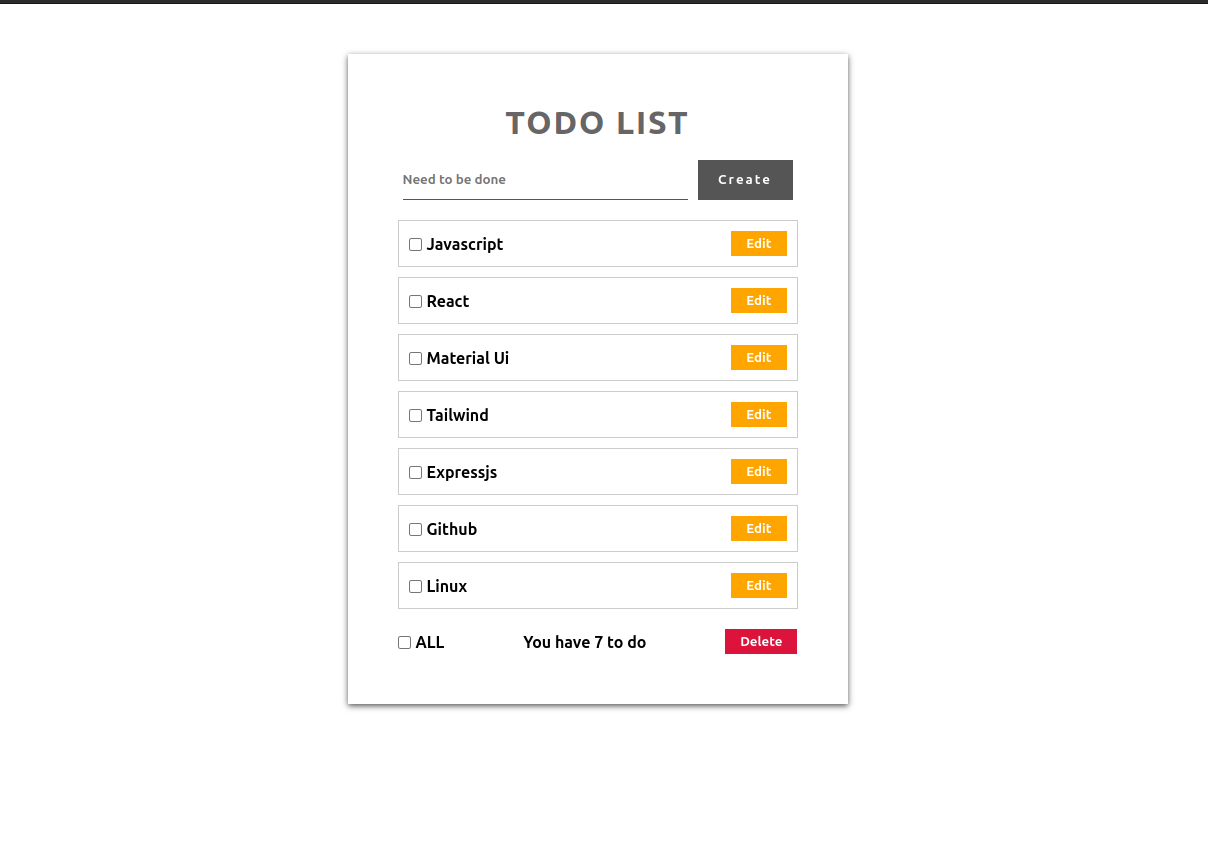 TODO LIST
Need to be done Create
Javascript Edit
React Edit
Material Ui Edit
Tailwind Edit
Expressjs Edit
Github Edit
Linux Edit
ALL You have 7 to do Delete